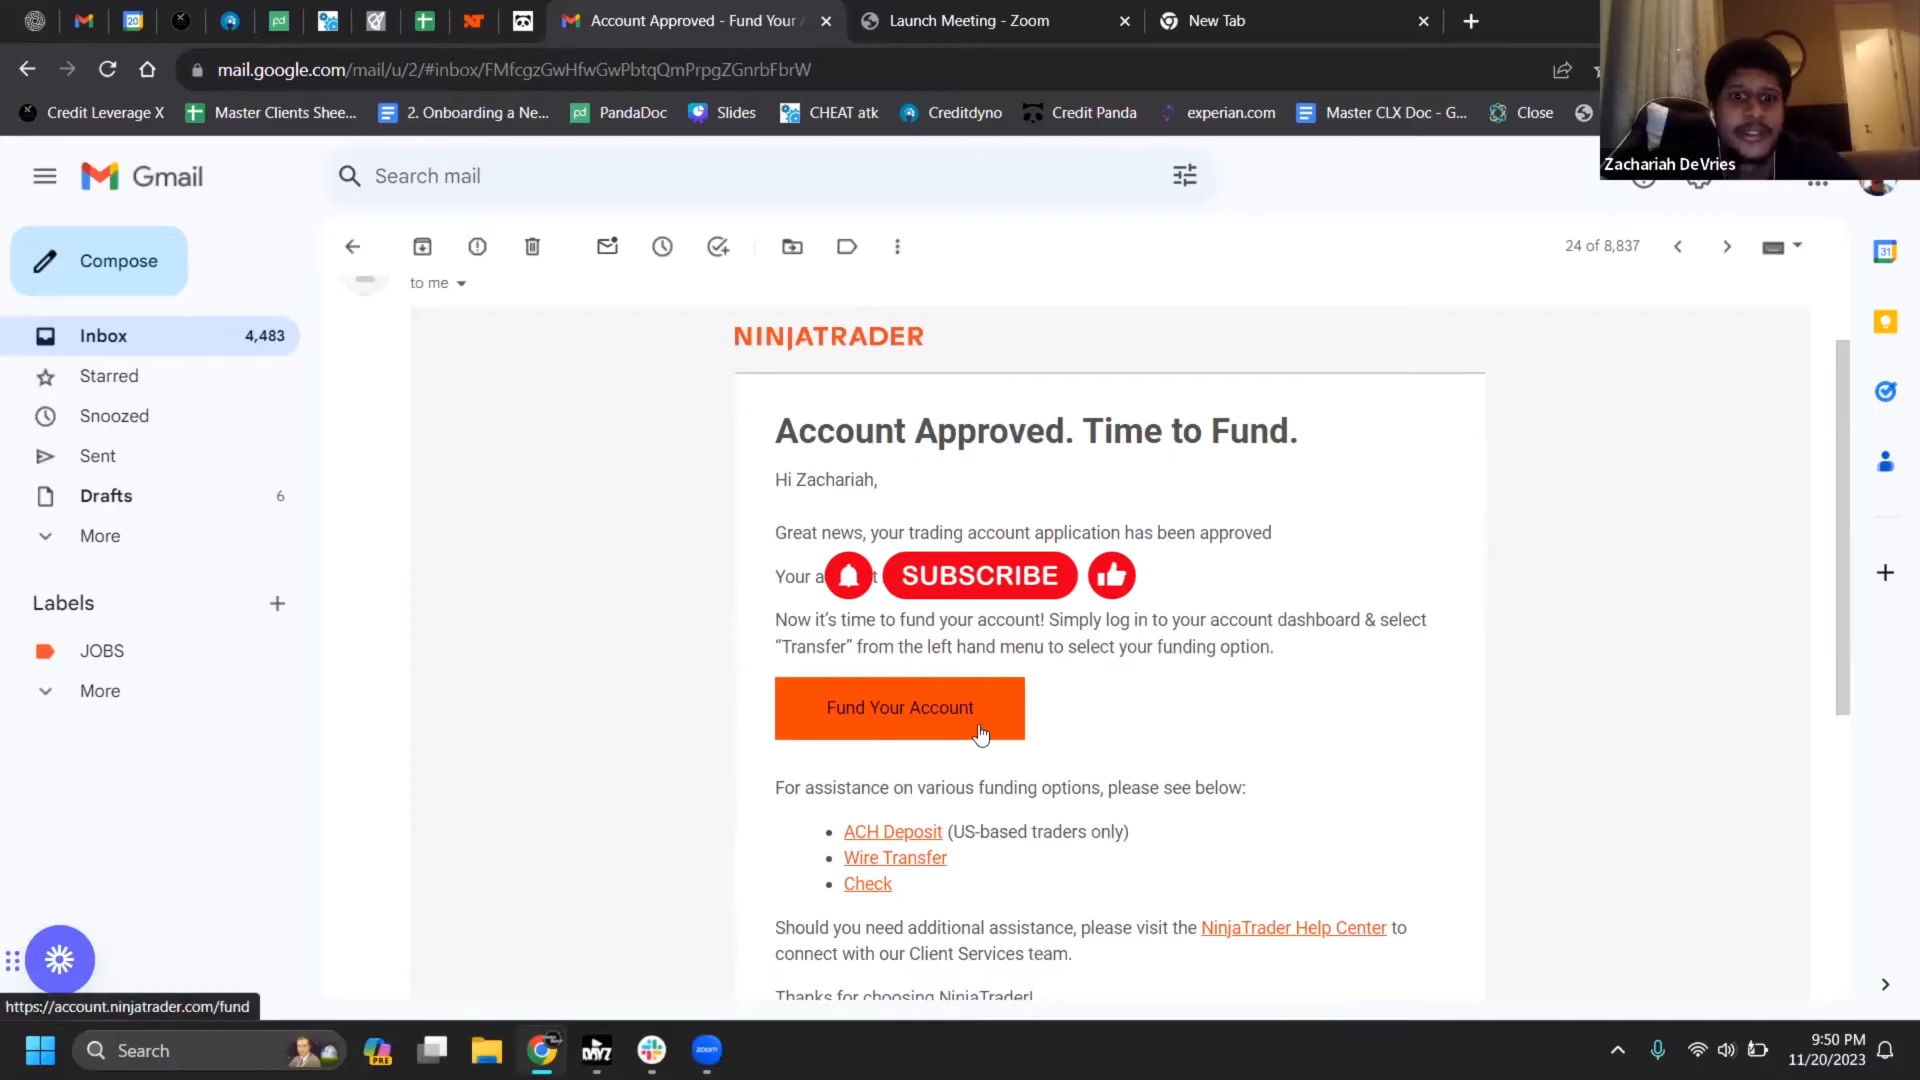 Account Approved - Fund Your
Launch Meeting - Zoom
New Tab
mail.google.com/mail/u/2/#inbox/FMfcgzGwHfwGwPbtqQmPrpgZGnrbFbrW
Credit Leverage X
Master Clients Shee...
2. Onboarding a Ne...
PandaDoc
Slides
CHEAT atk
Creditdyno
Credit Panda
experian.com
Master CLX Doc - G...
Close
Zachariah DeVries
Gmail
Search mail
Compose
24 of 8,837
to me
Inbox 4,483
Starred
Snoozed
Sent
Drafts 6
More
Labels
JOBS
More
NINJATRADER
Account Approved. Time to Fund.
Hi Zachariah,
Great news, your trading account application has been approved
Your a t
SUBSCRIBE
Now it's time to fund your account! Simply log in to your account dashboard & select
“Transfer” from the left hand menu to select your funding option.
Fund Your Account
For assistance on various funding options, please see below:
• ACH Deposit (US-based traders only)
• Wire Transfer
• Check
Should you need additional assistance, please visit the NinjaTrader Help Center to
connect with our Client Services team.
Thanks for choosing NinjaTrader!
https://account.ninjatrader.com/fund
Search
PRE
zoom
9:50 PM
11/20/2023